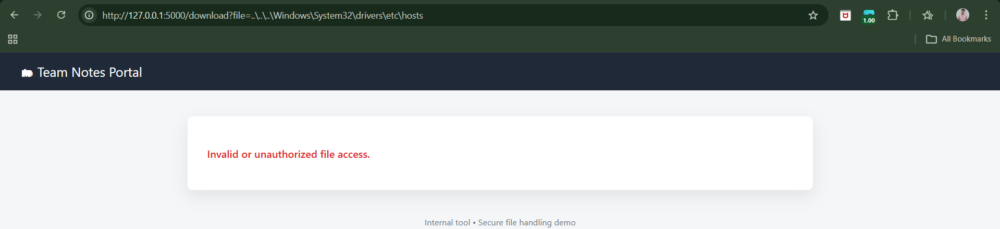 http://127.0.0.1:5000/download?file=..\..\..\Windows\System32\drivers\etc\hosts
1.00
All Bookmarks
Team Notes Portal
Invalid or unauthorized file access.
Internal tool • Secure file handling demo